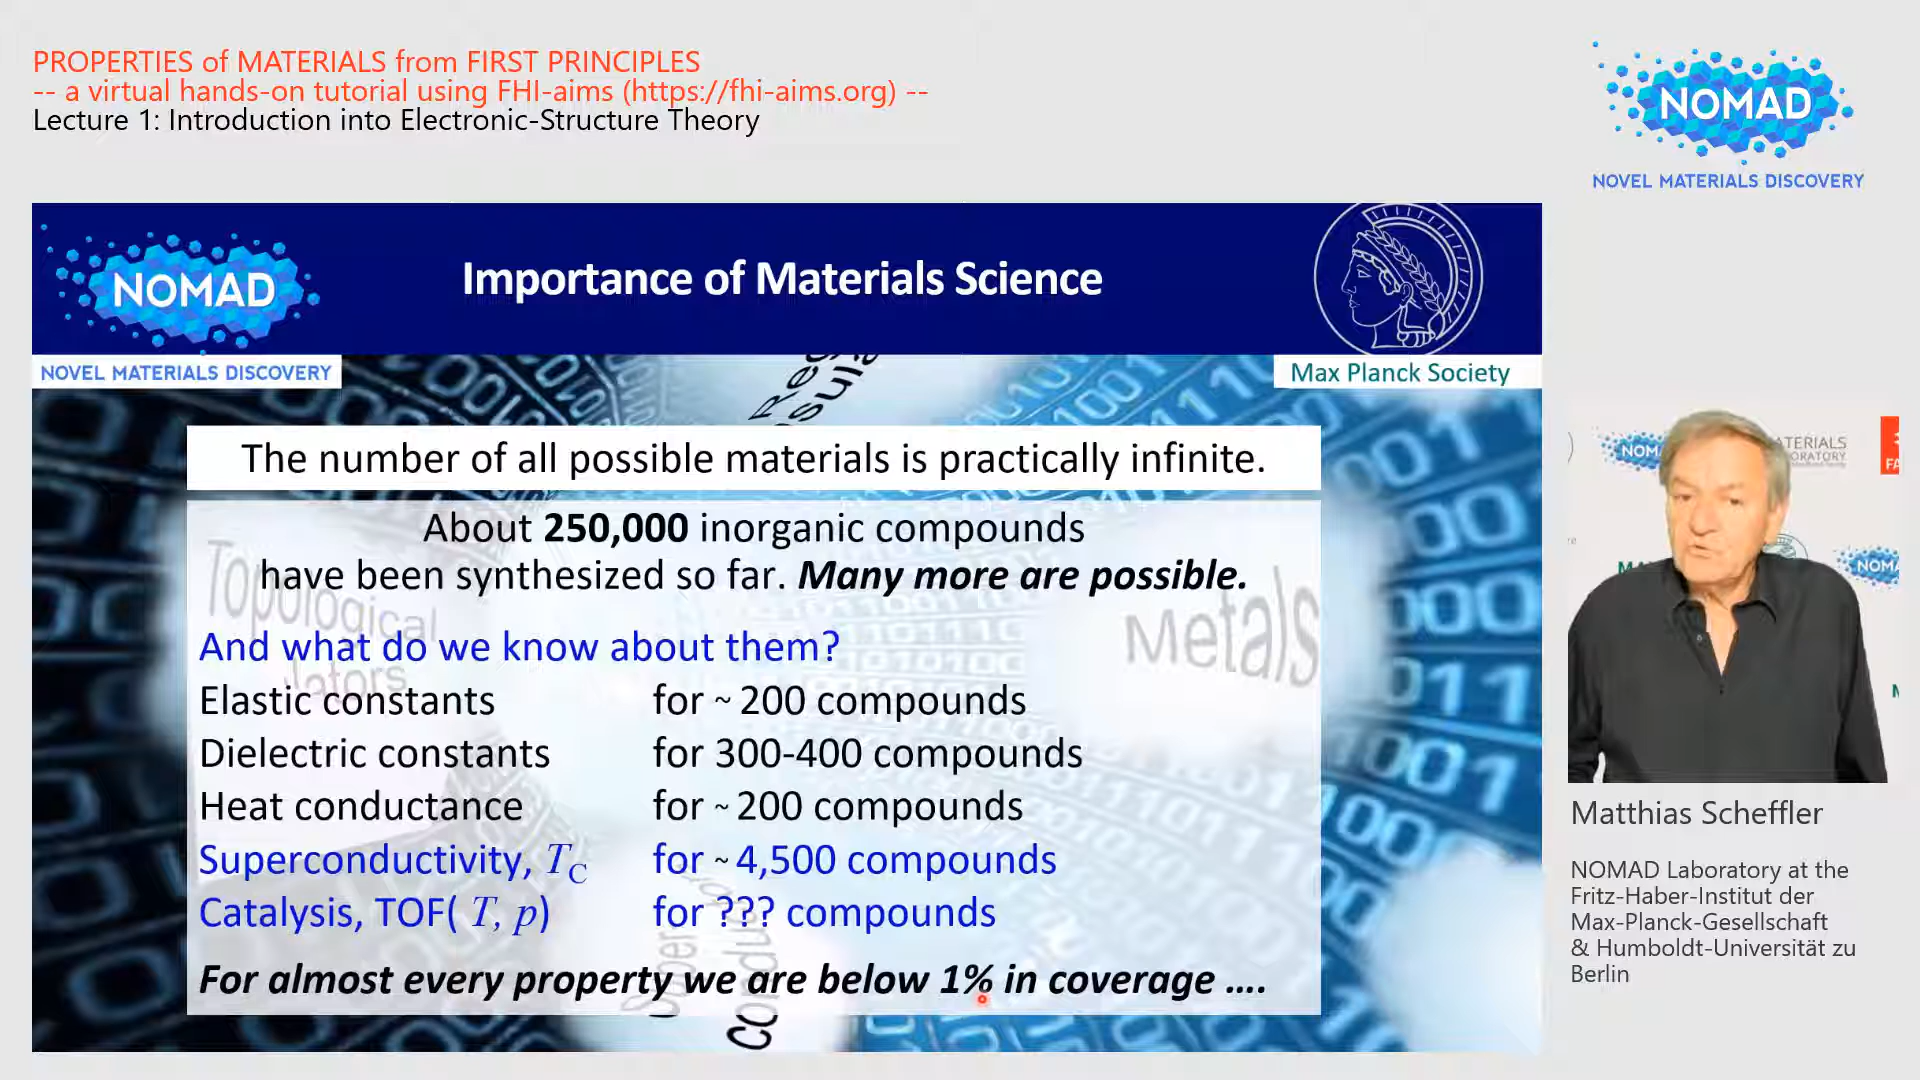 PROPERTIES of MATERIALS from FIRST PRINCIPLES
-- a virtual hands-on tutorial using FHI-aims (https://fhi-aims.org) --
Lecture 1: Introduction into Electronic-Structure Theory
NOMAD
NOVEL MATERIALS DISCOVERY
NOMAD
NOVEL MATERIALS DISCOVERY
Importance of Materials Science
Max Planck Society
The number of all possible materials is practically infinite.
About 250,000 inorganic compounds
have been synthesized so far. Many more are possible.
Topological
Metals
And what do we know about them?
Elastic constants for ~ 200 compounds
Dielectric constants for 300-400 compounds
Heat conductance for ~ 200 compounds
Superconductivity, TC for ~ 4,500 compounds
Catalysis, TOF( T, p) for ??? compounds
For almost every property we are below 1% in coverage ....
Matthias Scheffler
NOMAD Laboratory at the
Fritz-Haber-Institut der
Max-Planck-Gesellschaft
& Humboldt-Universität zu
Berlin